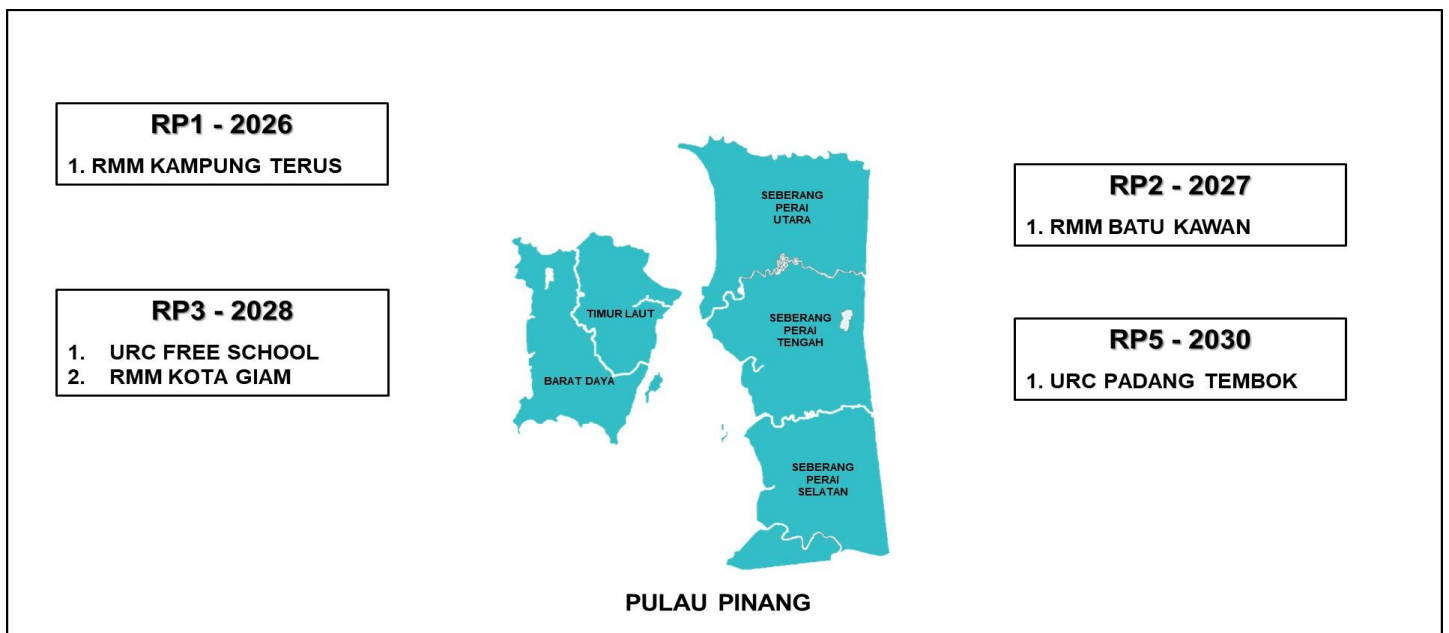 RP1 - 2026
1. RMM KAMPUNG TERUS
RP3 - 2028
1. URC FREE SCHOOL
2. RMM KOTA GIAM
SEBERANG
PERAI
UTARA
TIMUR LAUT
BARAT DAYA
SEBERANG
PERAI
TENGAH
SEBERANG
PERAI
SELATAN
RP2 - 2027
1. RMM BATU KAWAN
RP5 - 2030
1. URC PADANG TEMBOK
PULAU PINANG